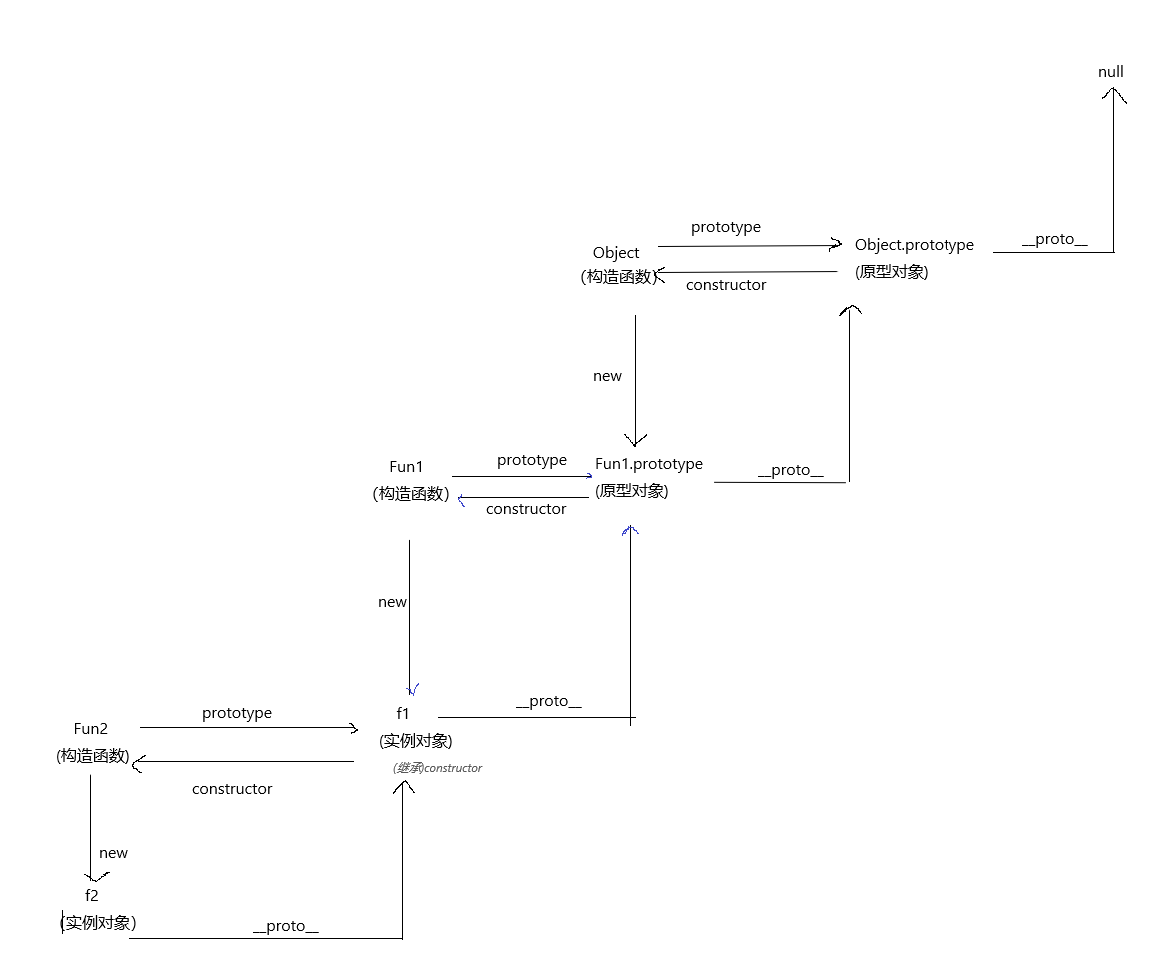 null
prototype
Object
(构造函数)
Object.prototype
(原型对象)
__proto__
constructor
new
Fun1
(构造函数)
prototype
Fun1.prototype
(原型对象)
__proto__
constructor
new
f1
(实例对象)
(继承)constructor
__proto__
prototype
Fun2
(构造函数)
constructor
new
f2
(实例对象)
__proto__